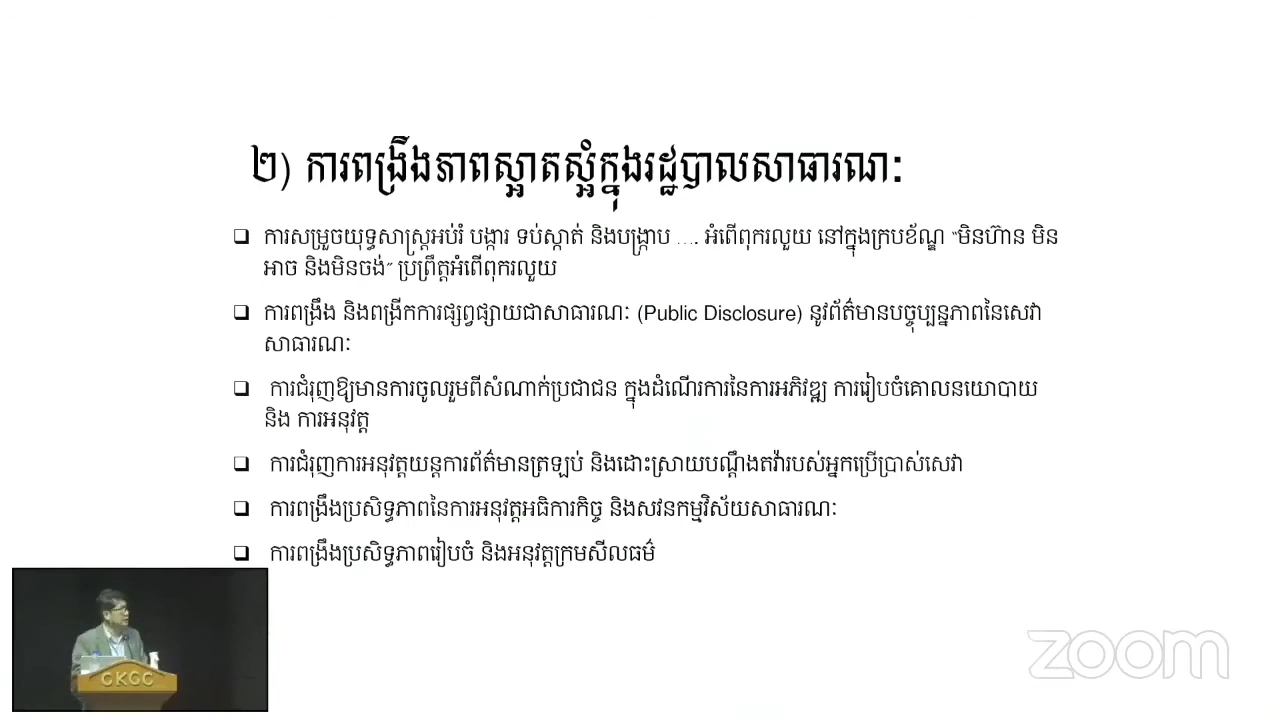 ២) ការពង្រឹងភាពស្អាតស្អំក្នុងរដ្ឋបាលសាធារណៈ
❑ ការសម្រួចយុទ្ធសាស្ត្រអប់រំ បង្ការ ទប់ស្កាត់ និងបង្ក្រាប …. អំពើពុករលួយ នៅក្នុងក្របខ័ណ្ឌ “មិនហ៊ាន មិន
អាច និងមិនចង់” ប្រព្រឹត្តអំពើពុករលួយ
❑ ការពង្រឹង និងពង្រីកការផ្សព្វផ្សាយជាសាធារណៈ (Public Disclosure) នូវព័ត៌មានបច្ចុប្បន្នភាពនៃសេវា
សាធារណៈ
❑ ការជំរុញឱ្យមានការចូលរួមពីសំណាក់ប្រជាជន ក្នុងដំណើរការនៃការអភិវឌ្ឍ ការរៀបចំគោលនយោបាយ
និង ការអនុវត្ត
❑ ការជំរុញការអនុវត្តយន្តការព័ត៌មានត្រឡប់ និងដោះស្រាយបណ្តឹងតវ៉ារបស់អ្នកប្រើប្រាស់សេវា
❑ ការពង្រឹងប្រសិទ្ធភាពនៃការអនុវត្តអធិការកិច្ច និងសវនកម្មវិស័យសាធារណៈ
❑ ការពង្រឹងប្រសិទ្ធភាពរៀបចំ និងអនុវត្តក្រមសីលធម៌
CKGC
zoom